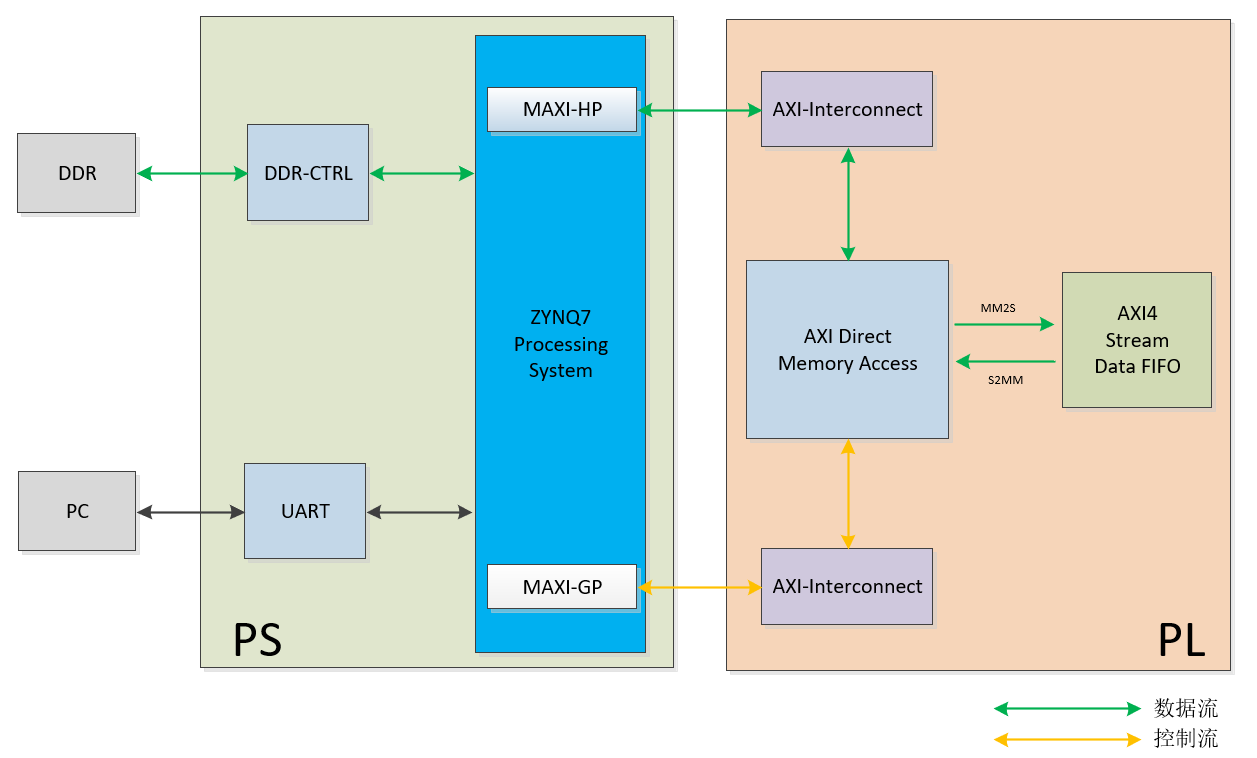 DDR
DDR-CTRL
MAXI-HP
AXI-Interconnect
ZYNQ7
Processing
System
AXI Direct
Memory Access
MM2S
S2MM
AXI4
Stream
Data FIFO
PC
UART
MAXI-GP
AXI-Interconnect
PS
PL
数据流
控制流